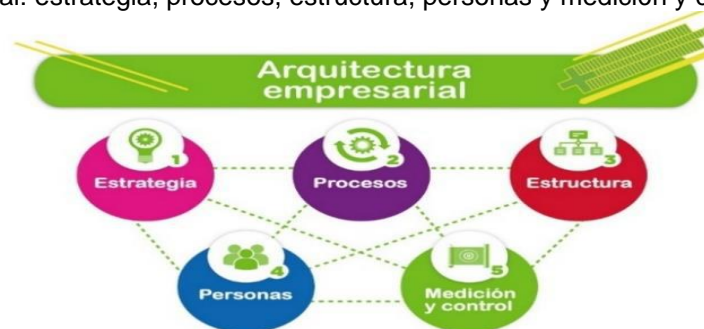 al: estrategia, procesos, estructura, personas y medición y
Arquitectura
empresarial
1
Estrategia
2
Procesos
3
Estructura
4
Personas
5
Medición
y control